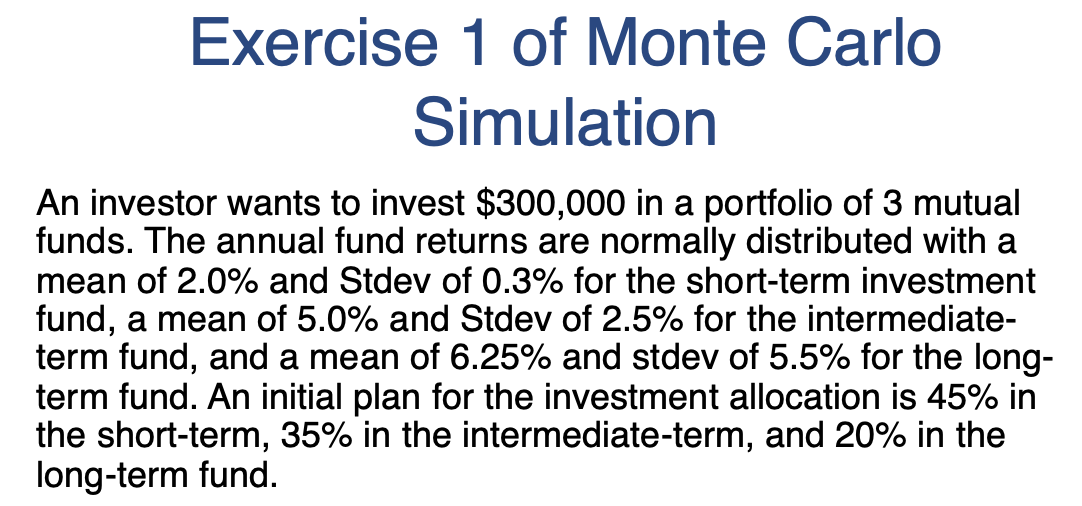 Exercise 1 of Monte Carlo
Simulation
An investor wants to invest $300,000 in a portfolio of 3 mutual
funds. The annual fund returns are normally distributed with a
mean of 2.0% and Stdev of 0.3% for the short-term investment
fund, a mean of 5.0% and Stdev of 2.5% for the intermediate-
term fund, and a mean of 6.25% and stdev of 5.5% for the long-
term fund. An initial plan for the investment allocation is 45% in
the short-term, 35% in the intermediate-term, and 20% in the
long-term fund.